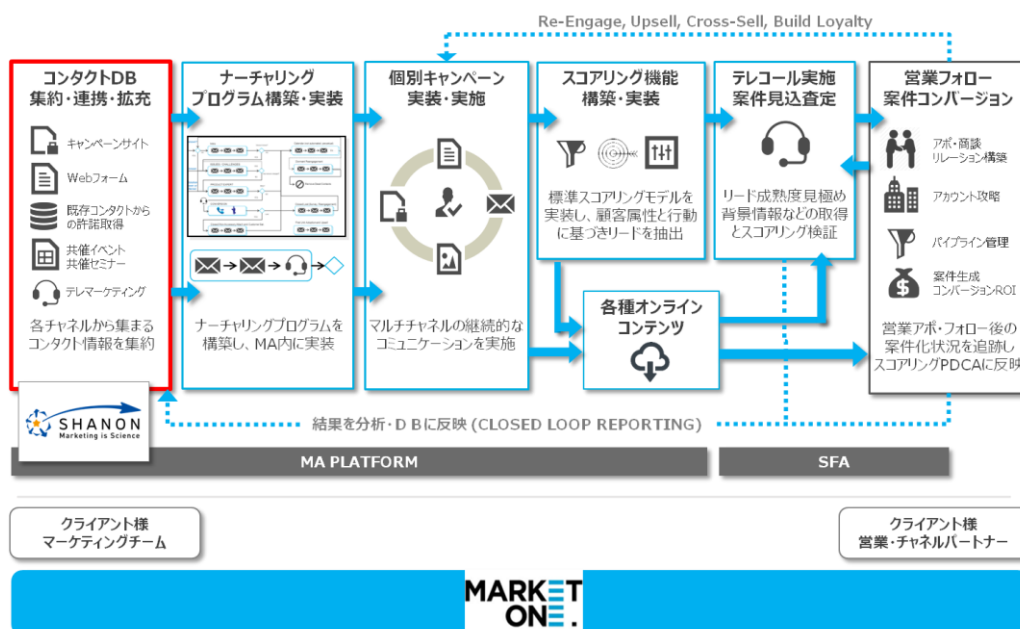 Re-Engage, Upsell, Cross-Sell, Build Loyalty
コンタクトDB
集約・連携・拡充
キャンペーンサイト
Webフォーム
既存コンタクトから
の許諾取得
共催イベント
共催セミナー
テレマーケティング
各チャネルから集まる
コンタクト情報を集約
ナーチャリング
プログラム構築・実装
ナーチャリングプログラムを
構築し、MA内に実装
個別キャンペーン
実装・実施
マルチチャネルの継続的な
コミュニケーションを実施
スコアリング機能
構築・実装
標準スコアリングモデルを
実装し、顧客属性と行動
に基づきリードを抽出
各種オンライン
コンテンツ
テレコール実施
案件見込査定
リード成熟度見極め
背景情報などの取得
とスコアリング検証
営業フォロー
案件コンバージョン
アポ・商談
リレーション構築
アカウント攻略
パイプライン管理
案件生成
コンバージョンROI
営業アポ・フォロー後の
案件化状況を追跡し
スコアリングPDCAに反映
SHANON
Marketing is Science
結果を分析・ＤＢに反映 (CLOSED LOOP REPORTING)
MA PLATFORM
SFA
クライアント様
マーケティングチーム
クライアント様
営業・チャネルパートナー
MARKET
ONE.